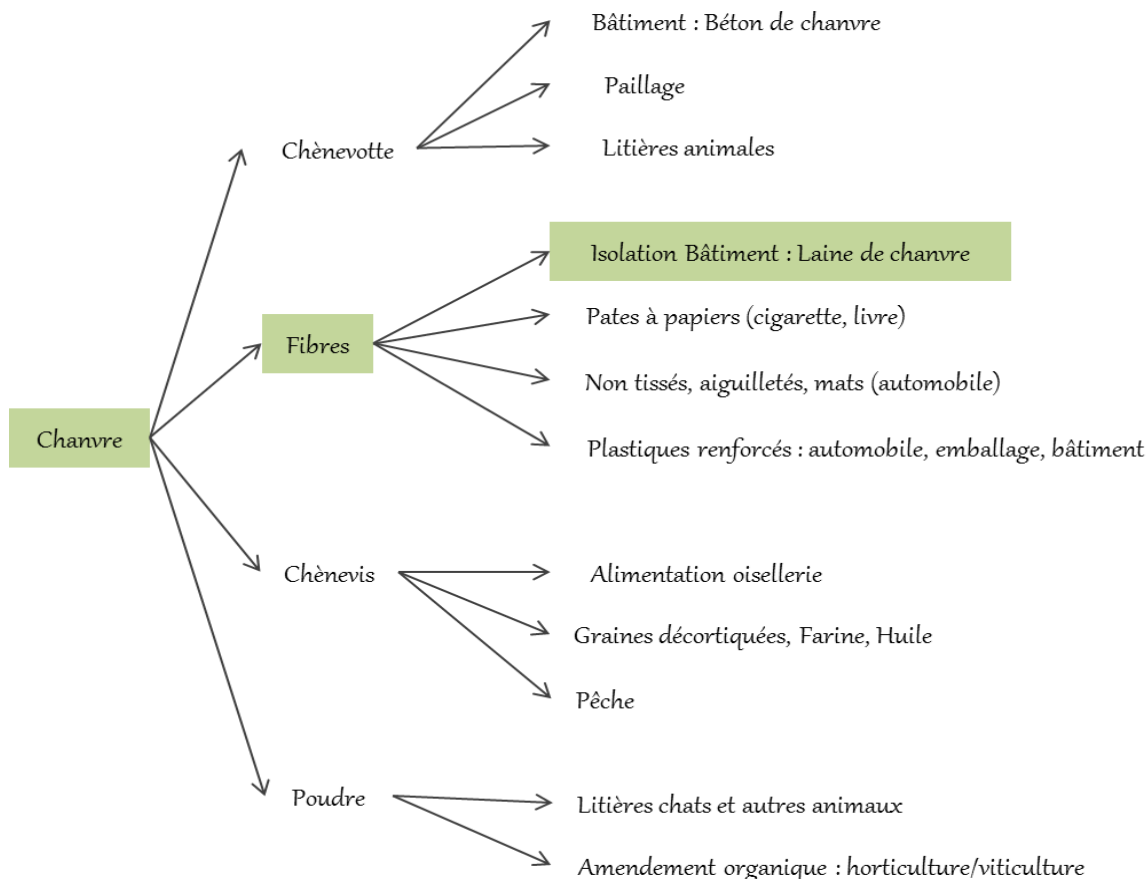 Bâtiment : Béton de chanvre
Paillage
Chènevotte
Litières animales
Isolation Bâtiment : Laine de chanvre
Pates à papiers (cigarette, livre)
Fibres
Non tissés, aiguilletés, mats (automobile)
Chanvre
Plastiques renforcés : automobile, emballage, bâtiment
Chènevis
Alimentation oisellerie
Graines décortiquées, Farine, Huile
Pêche
Poudre
Litières chats et autres animaux
Amendement organique : horticulture/viticulture